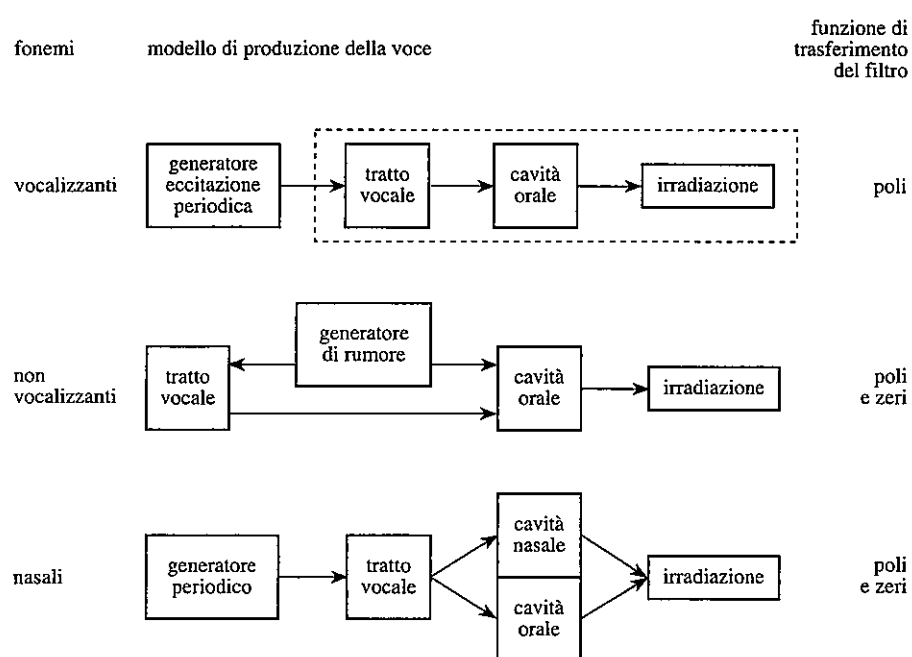 fonemi
modello di produzione della voce
funzione di
trasferimento
del filtro
vocalizzanti
generatore
eccitazione
periodica
tratto
vocale
cavità
orale
irradiazione
poli
non
vocalizzanti
tratto
vocale
generatore
di rumore
cavità
orale
irradiazione
poli
e zeri
nasali
generatore
periodico
tratto
vocale
cavità
nasale
cavità
orale
irradiazione
poli
e zeri